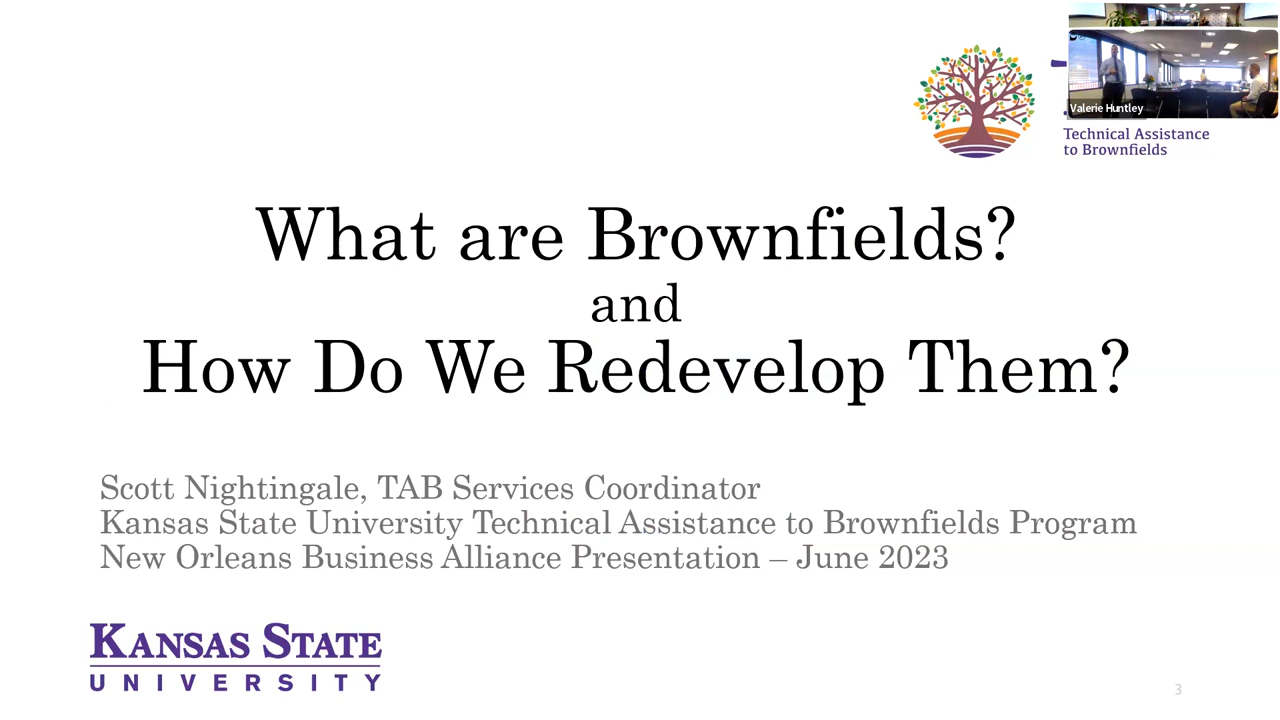 Valerie Huntley
Technical Assistance
to Brownfields
What are Brownfields?
and
How Do We Redevelop Them?
Scott Nightingale, TAB Services Coordinator
Kansas State University Technical Assistance to Brownfields Program
New Orleans Business Alliance Presentation – June 2023
KANSAS STATE
UNIVERSITY
3